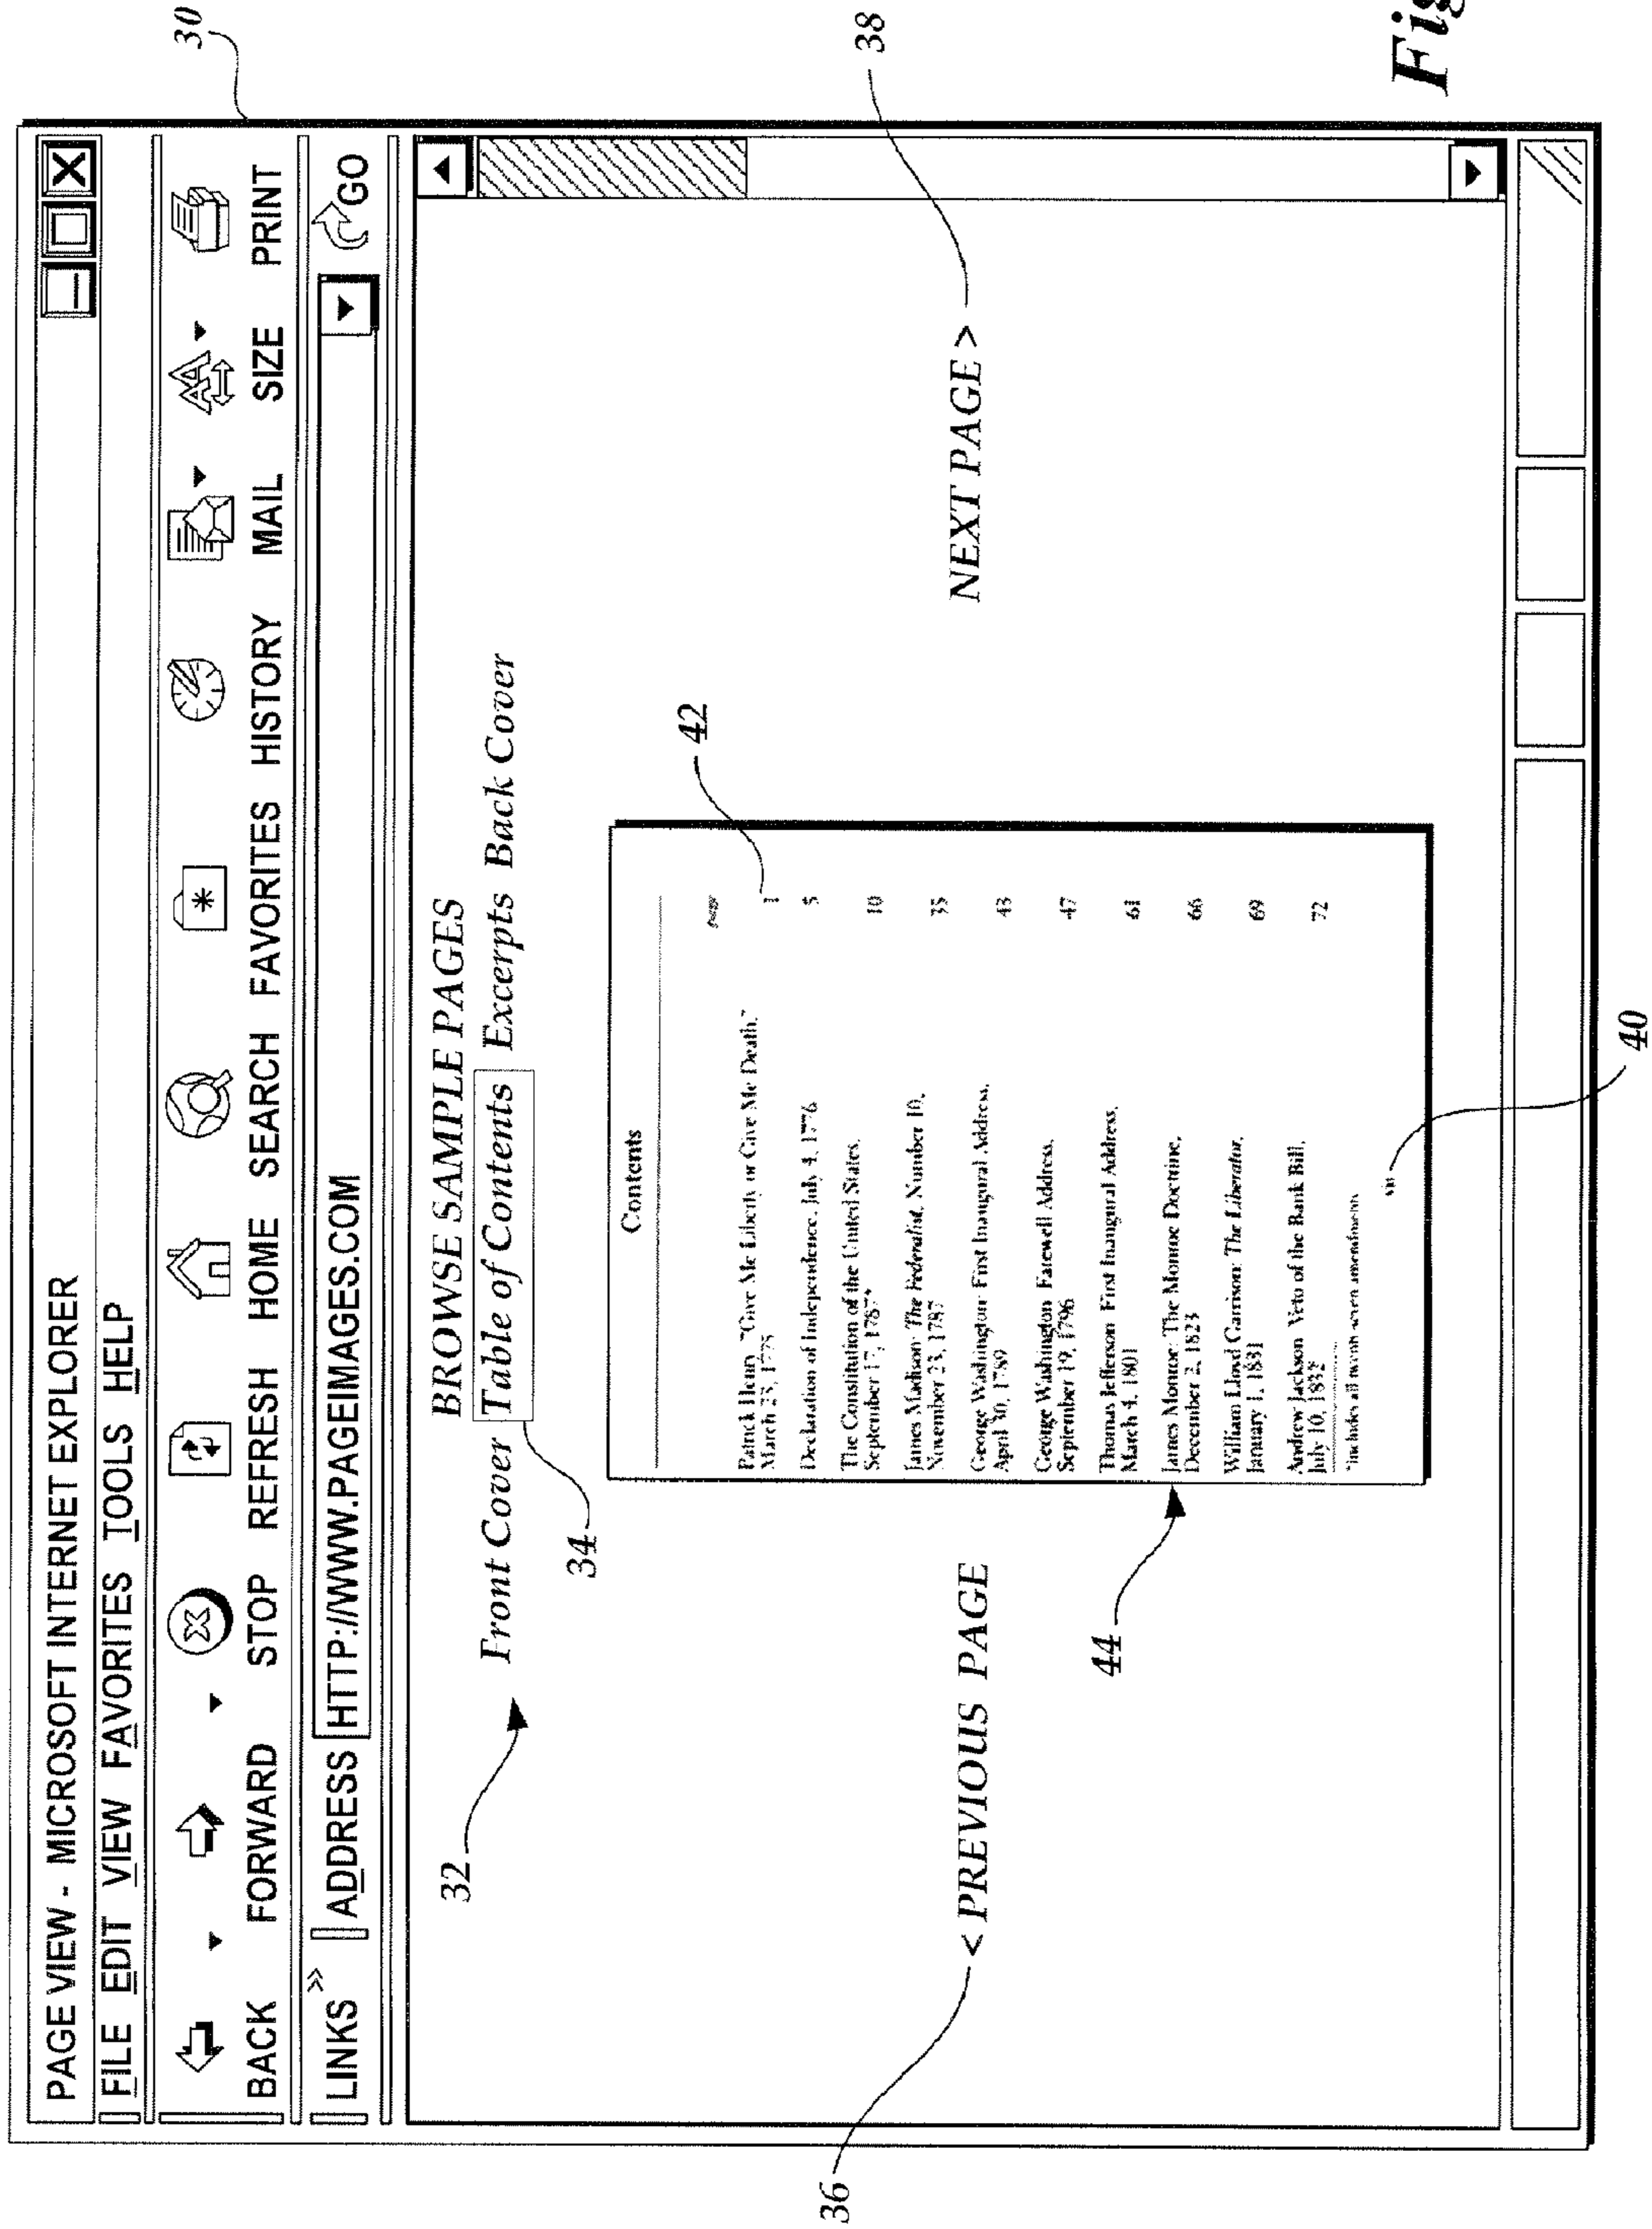 30
PAGE VIEW - MICROSOFT INTERNET EXPLORER
FILE EDIT VIEW FAVORITES TOOLS HELP
BACK FORWARD STOP REFRESH HOME SEARCH FAVORITES HISTORY MAIL SIZE PRINT
LINKS » ADDRESS HTTP://WWW.PAGEIMAGES.COM GO
BROWSE SAMPLE PAGES
32 Front Cover Table of Contents Excerpts Back Cover
34
42
Contents
page
Patrick Henry "Give Me Liberty or Give Me Death,"
March 23, 1775 1
Declaration of Independence, July 4, 1776 5
The Constitution of the United States,
September 17, 1787* 10
James Madison: The Federalist, Number 10,
November 23, 1787
George Washington First Inaugural Address,
April 30, 1789
George Washington Farewell Address,
September 19, 1796 47
Thomas Jefferson First Inaugural Address,
March 4, 1801 61
James Monroe: The Monroe Doctrine,
December 2, 1823 66
William Lloyd Garrison: The Liberator,
January 1, 1831 69
Andrew Jackson Veto of the Bank Bill,
July 10, 1832 72
*Includes all twenty-seven amendments
36 < PREVIOUS PAGE
NEXT PAGE > 38
44
40
Fig